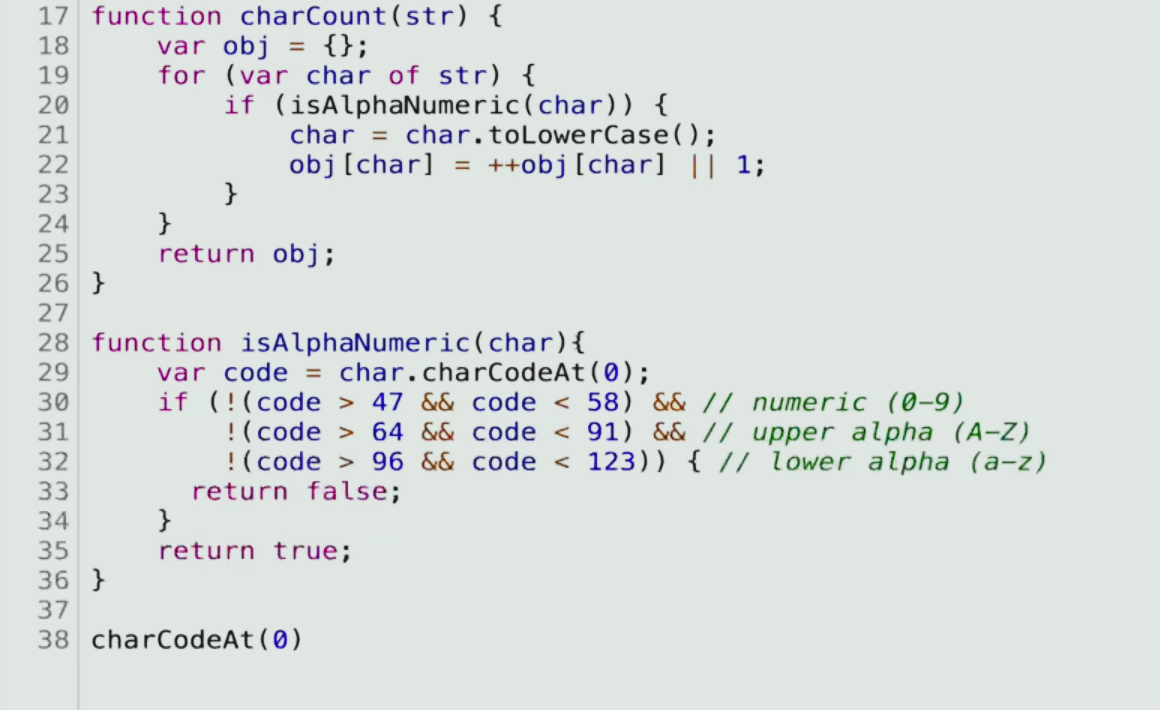 17 function charCount(str) {
18     var obj = {};
19     for (var char of str) {
20         if (isAlphaNumeric(char)) {
21             char = char.toLowerCase();
22             obj[char] = ++obj[char] || 1;
23         }
24     }
25     return obj;
26 }
27
28 function isAlphaNumeric(char){
29     var code = char.charCodeAt(0);
30     if (!(code > 47 && code < 58) && // numeric (0-9)
31         !(code > 64 && code < 91) && // upper alpha (A-Z)
32         !(code > 96 && code < 123)) { // lower alpha (a-z)
33       return false;
34     }
35     return true;
36 }
37
38 charCodeAt(0)